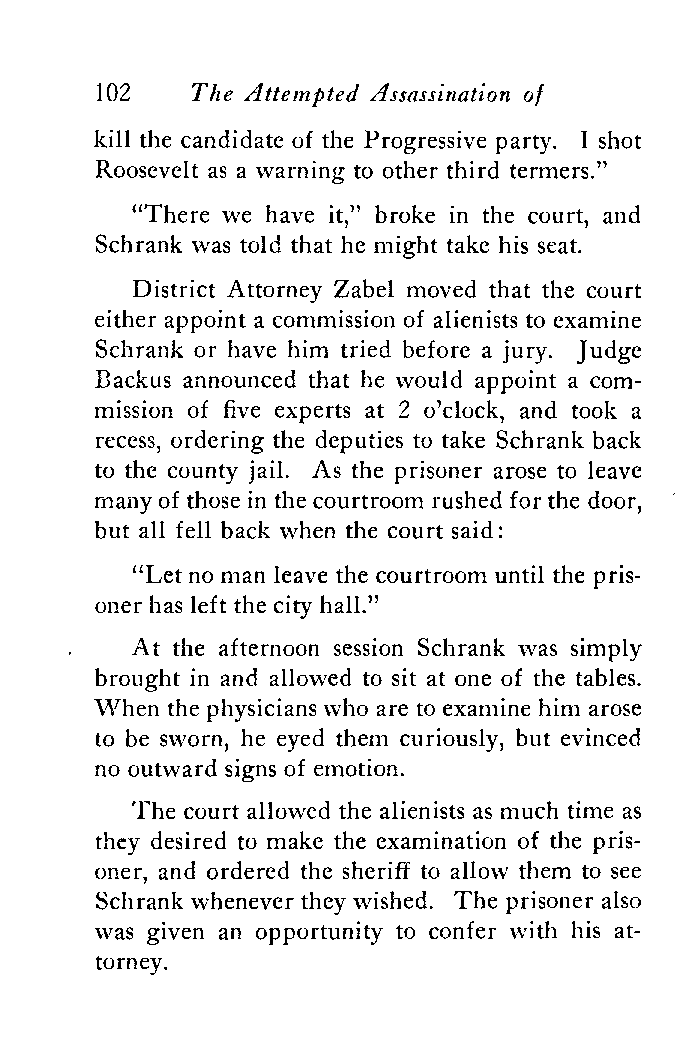 102 The Attempted Assassination of
kill the candidate of the Progressive party. I shot
Roosevelt as a warning to other third termers.”
“There we have it,” broke in the court, and
Schrank was told that he might take his seat.
District Attorney Zabel moved that the court
either appoint a commission of alienists to examine
Schrank or have him tried before a jury. Judge
Backus announced that he would appoint a com-
mission of five experts at 2 o’clock, and took a
recess, ordering the deputies to take Schrank back
to the county jail. As the prisoner arose to leave
many of those in the courtroom rushed for the door,
but all fell back when the court said:
“Let no man leave the courtroom until the pris-
oner has left the city hall.”
At the afternoon session Schrank was simply
brought in and allowed to sit at one of the tables.
When the physicians who are to examine him arose
to be sworn, he eyed them curiously, but evinced
no outward signs of emotion.
The court allowed the alienists as much time as
they desired to make the examination of the pris-
oner, and ordered the sheriff to allow them to see
Schrank whenever they wished. The prisoner also
was given an opportunity to confer with his at-
torney.